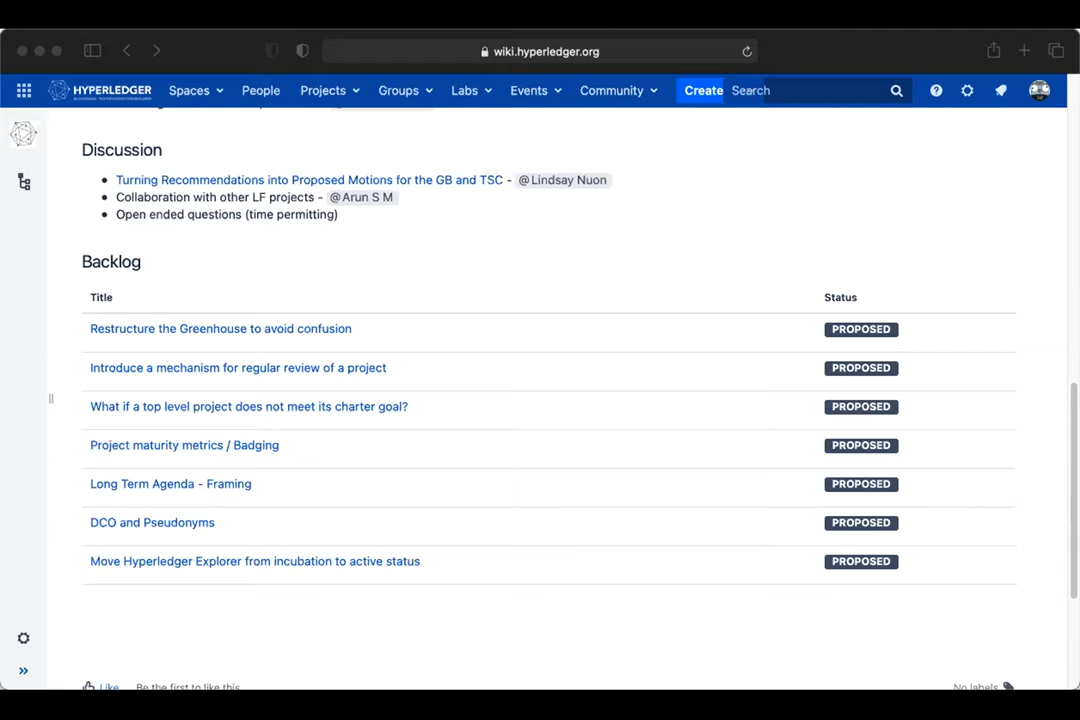 wiki.hyperledger.org
HYPERLEDGER Spaces People Projects Groups Labs Events Community Create Search
Discussion
Turning Recommendations into Proposed Motions for the GB and TSC - @Lindsay Nuon
Collaboration with other LF projects - @Arun S M
Open ended questions (time permitting)
Backlog
Title Status
Restructure the Greenhouse to avoid confusion PROPOSED
Introduce a mechanism for regular review of a project PROPOSED
What if a top level project does not meet its charter goal? PROPOSED
Project maturity metrics / Badging PROPOSED
Long Term Agenda - Framing PROPOSED
DCO and Pseudonyms PROPOSED
Move Hyperledger Explorer from incubation to active status PROPOSED
Like Be the first to like this No labels